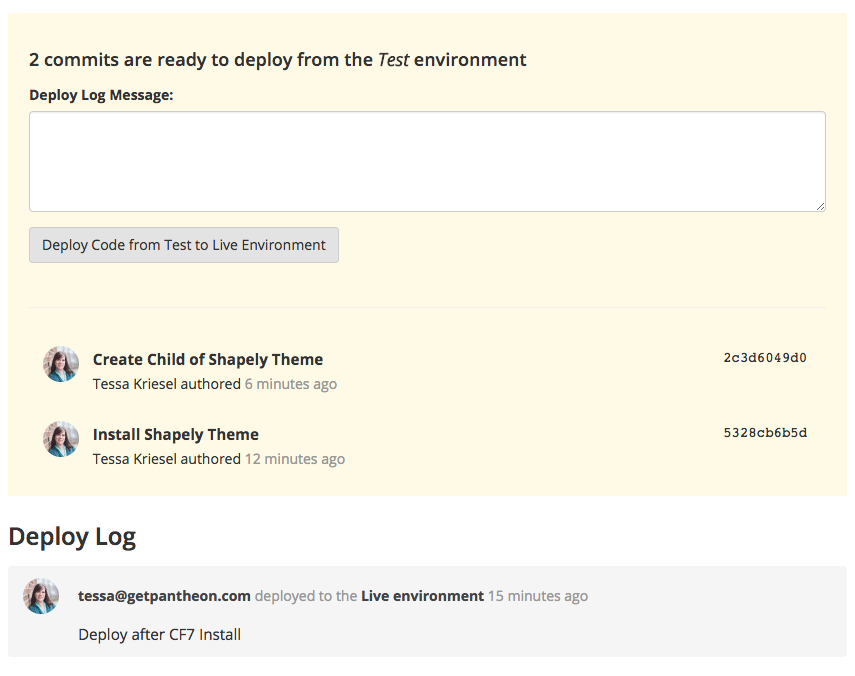 2 commits are ready to deploy from the Test environment
Deploy Log Message:
Deploy Code from Test to Live Environment
Create Child of Shapely Theme
2c3d6049d0
Tessa Kriesel authored 6 minutes ago
Install Shapely Theme
5328cb6b5d
Tessa Kriesel authored 12 minutes ago
Deploy Log
tessa@getpantheon.com deployed to the Live environment 15 minutes ago
Deploy after CF7 Install